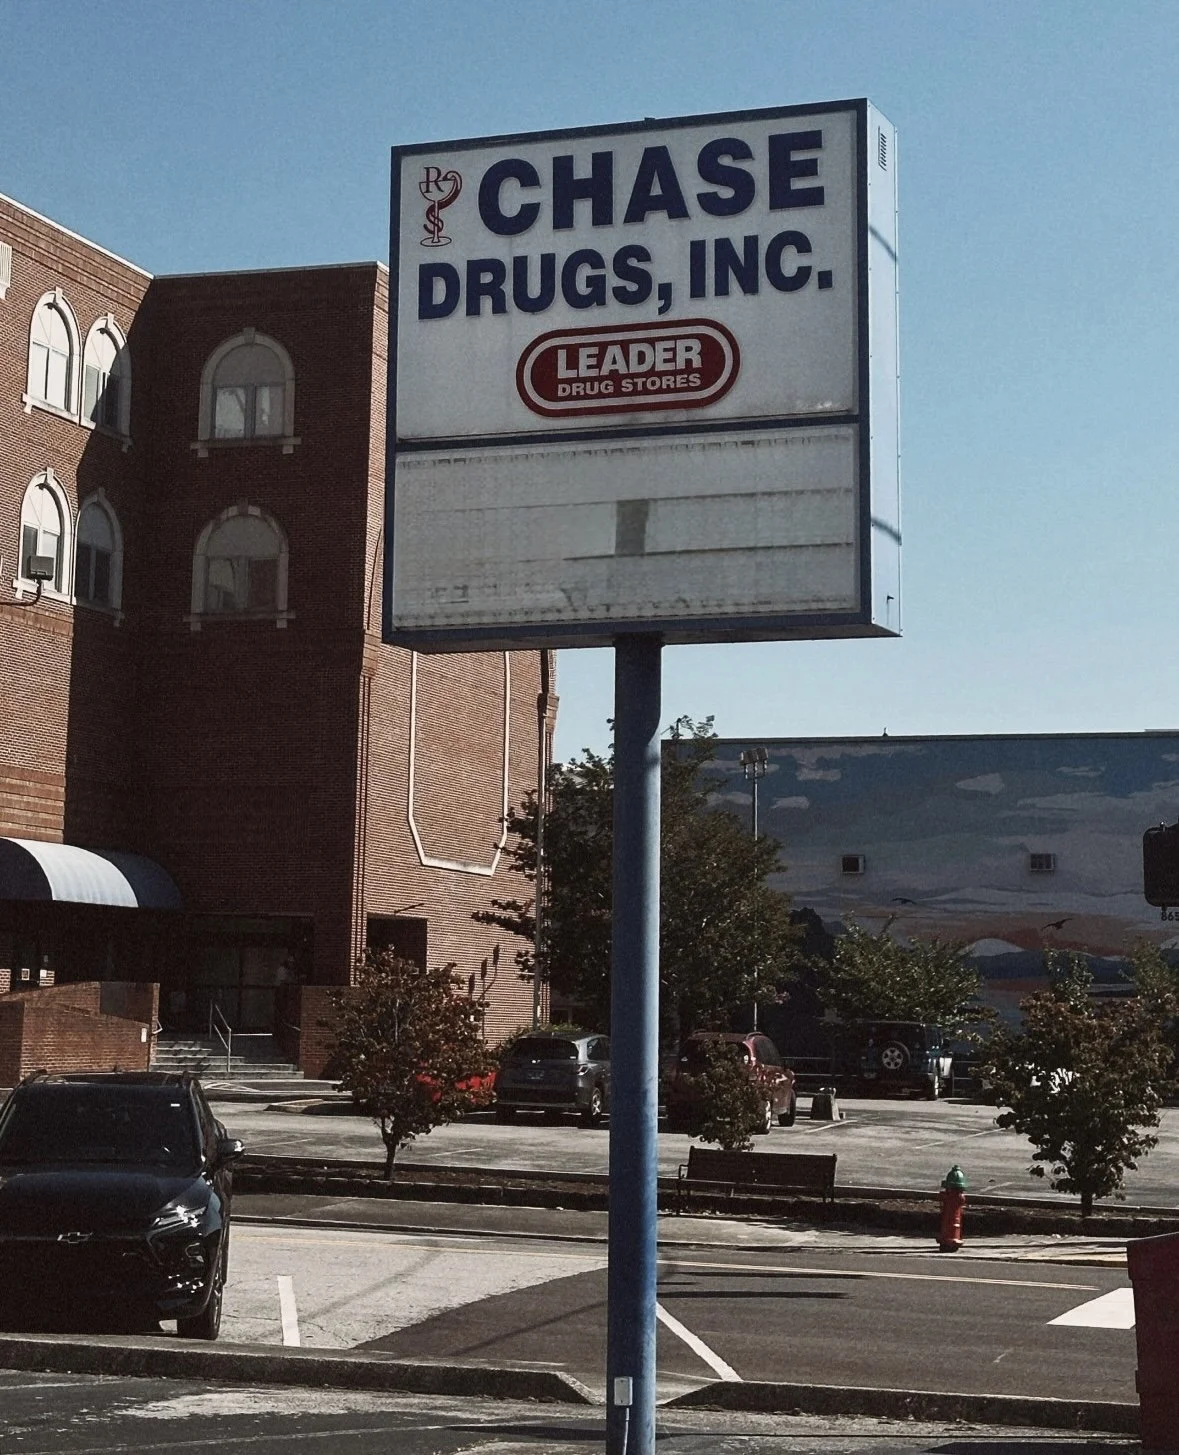 R
CHASE
DRUGS, INC.
LEADER
DRUG STORES